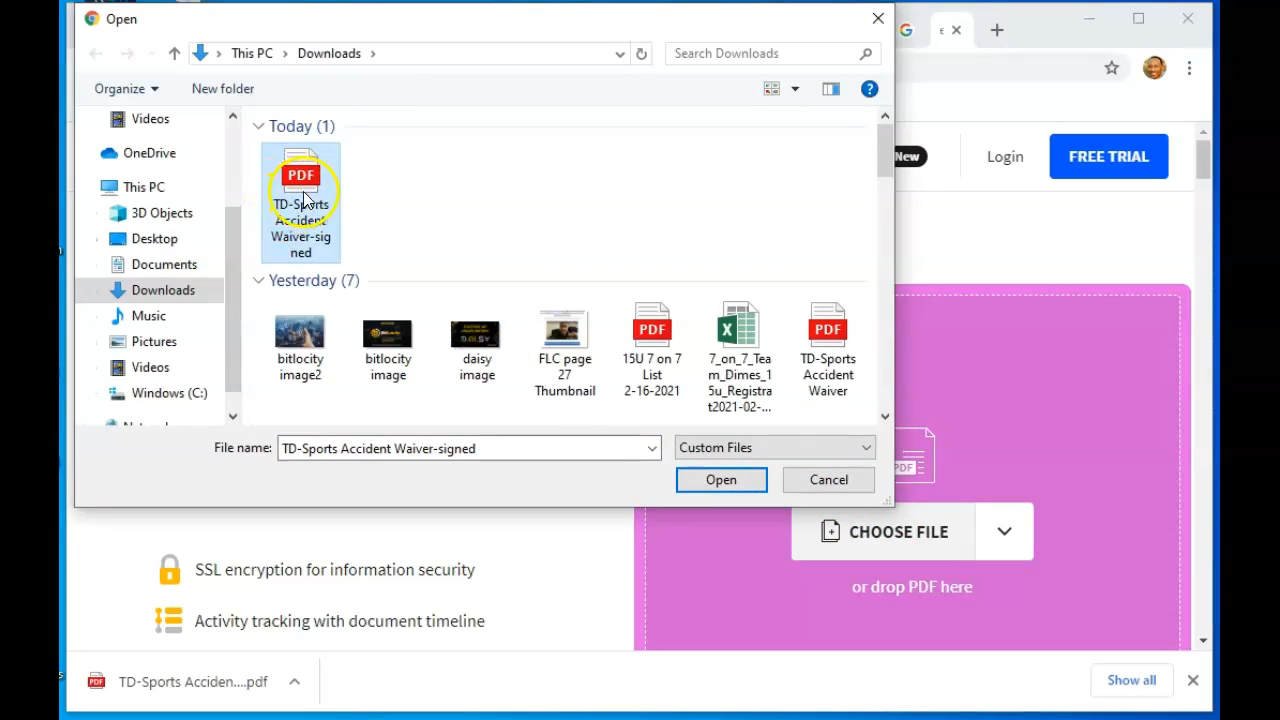 Open
This PC
Downloads
Search Downloads
Organize
New folder
Videos
OneDrive
This PC
3D Objects
Desktop
Documents
Downloads
Music
Pictures
Videos
Windows (C:)
Today (1)
PDF
TD-Sports
Accident
Waiver-sig
ned
Yesterday (7)
bitlocity
image2
bitlocity
image
daisy
image
FLC page
27
Thumbnail
PDF
15U 7 on 7
List
2-16-2021
7_on_7_Tea
m_Dimes_1
5u_Registra
t2021-02-...
PDF
TD-Sports
Accident
Waiver
File name:
TD-Sports Accident Waiver-signed
Custom Files
Open
Cancel
New
Login
FREE TRIAL
PDF
CHOOSE FILE
or drop PDF here
SSL encryption for information security
Activity tracking with document timeline
PDF
TD-Sports Acciden....pdf
Show all